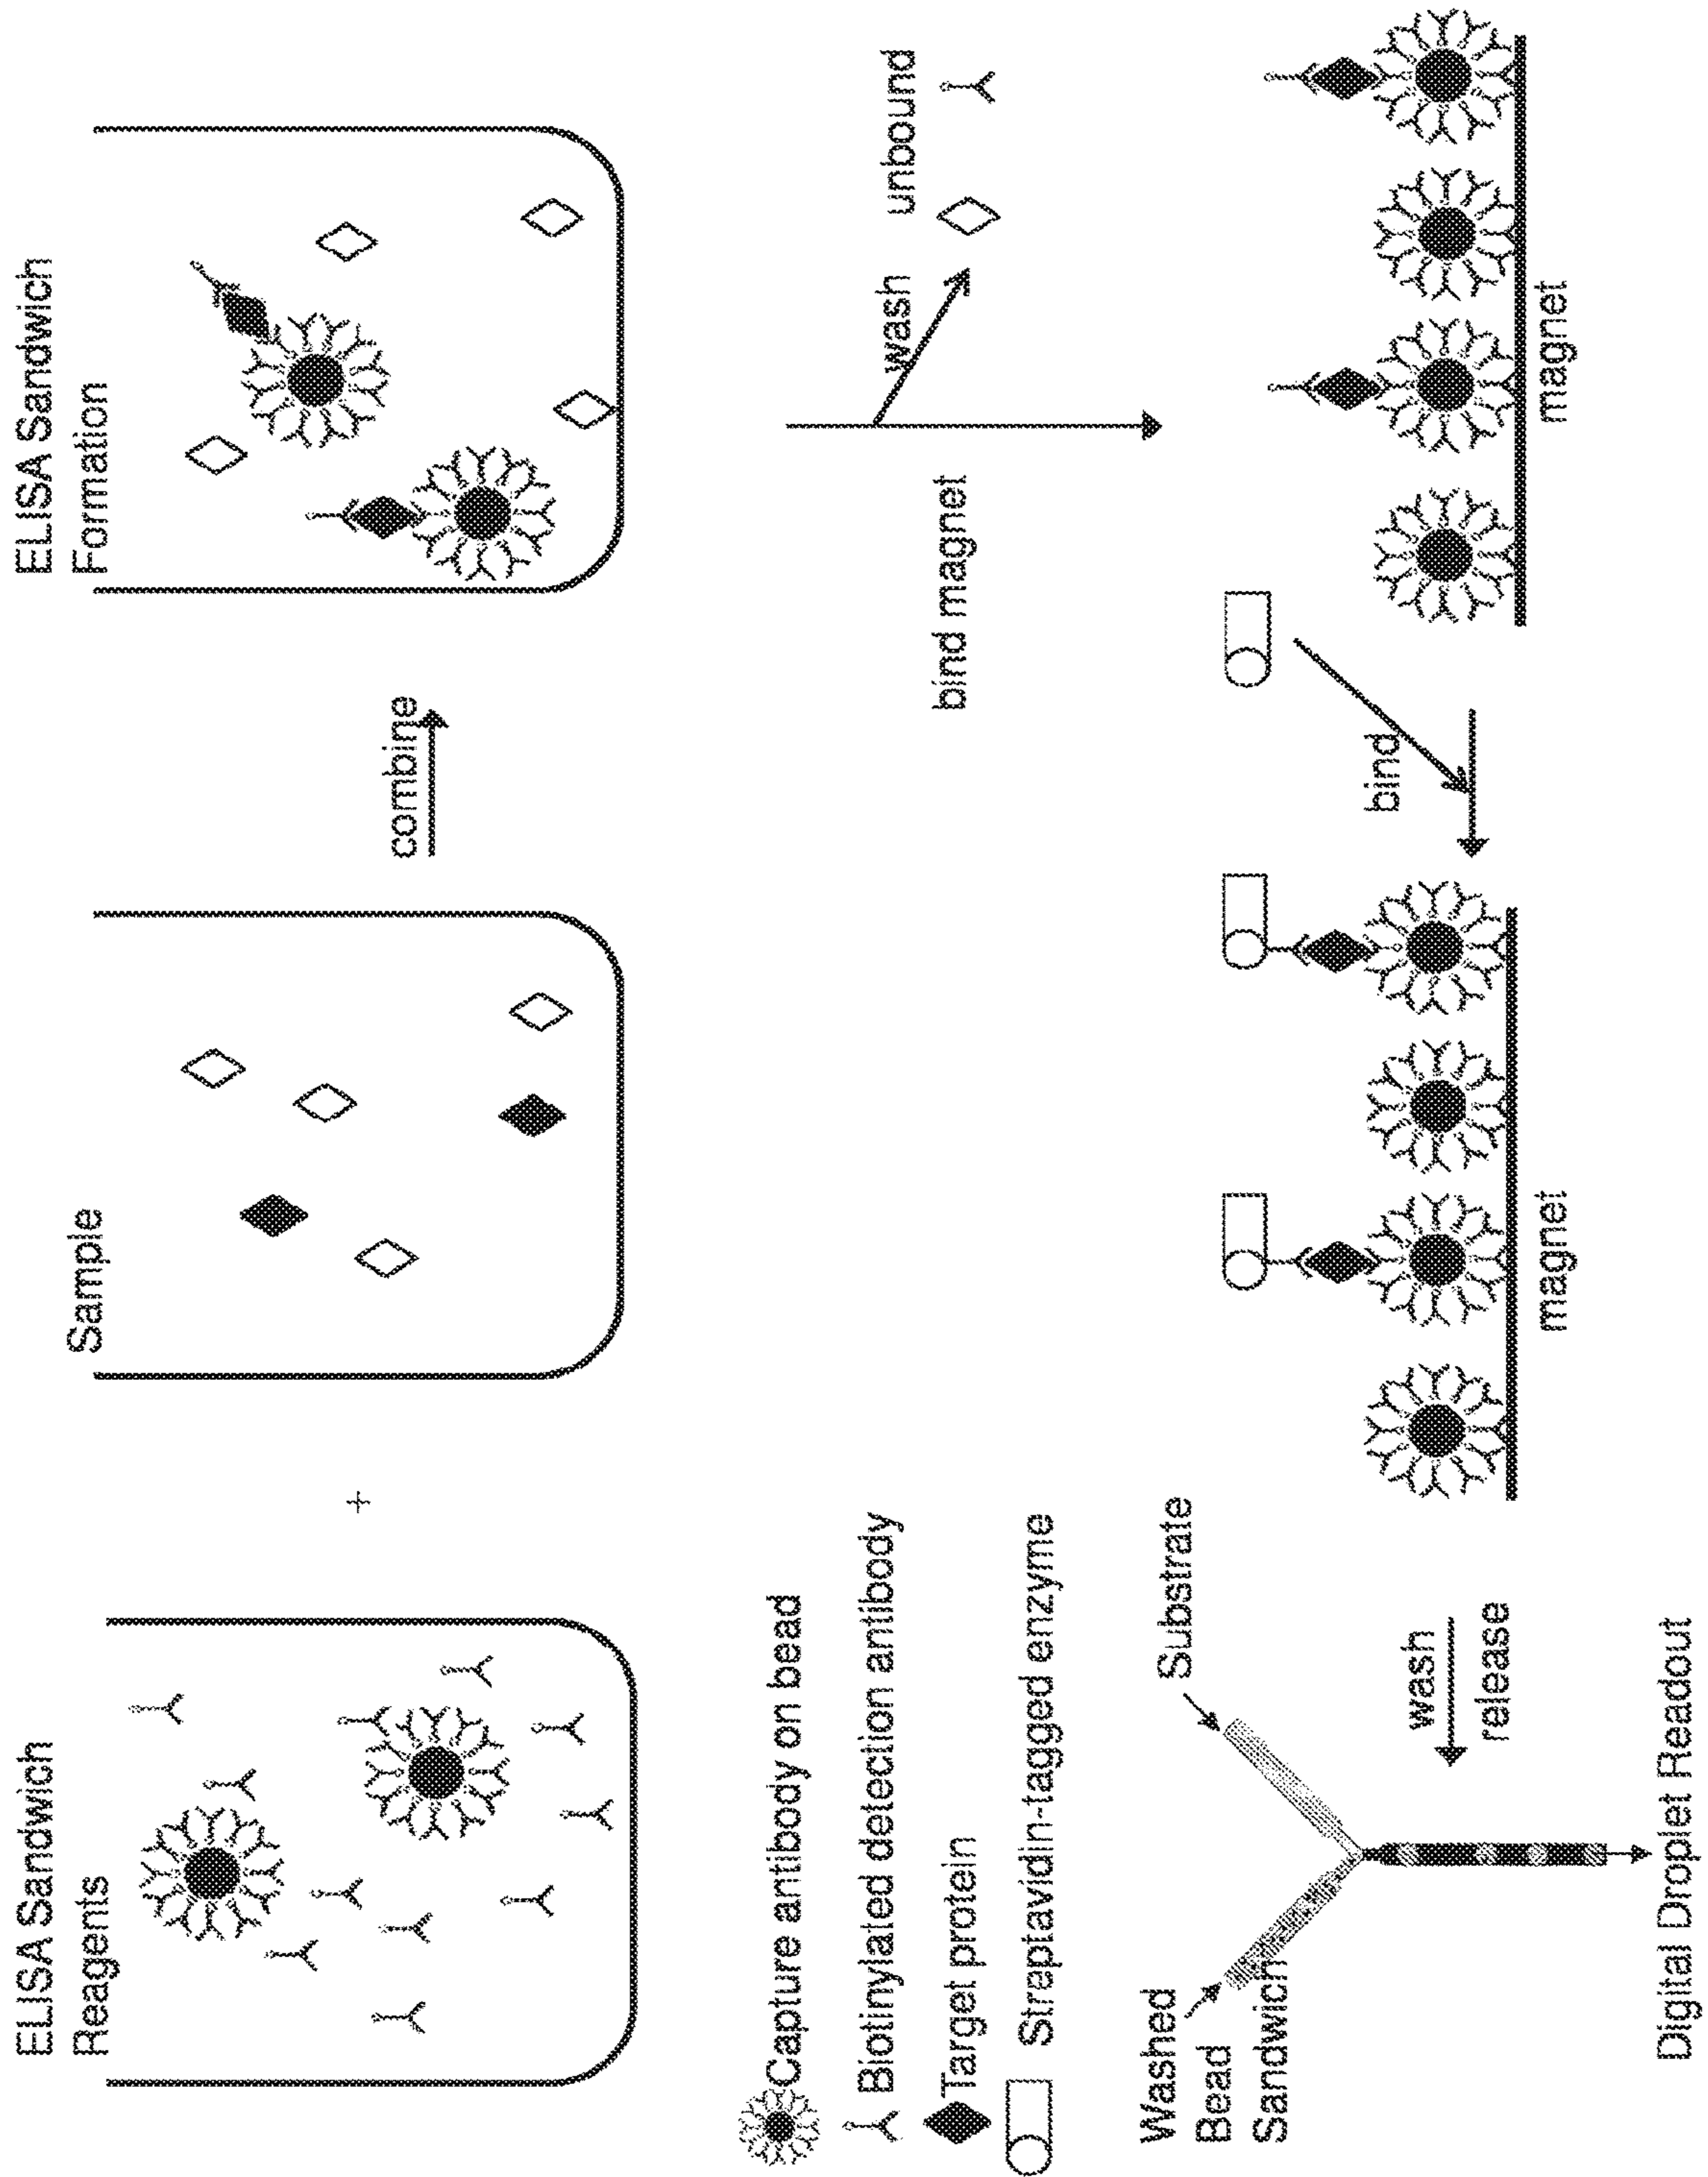 ELISA Sandwich
Reagents
+
Sample
combine
ELISA Sandwich
Formation
Capture antibody on bead
Biotinylated detection antibody
Target protein
Streptavidin-tagged enzyme
bind magnet
wash
unbound
magnet
bind
magnet
wash
release
Washed
Bead
Sandwich
Substrate
Digital Droplet Readout